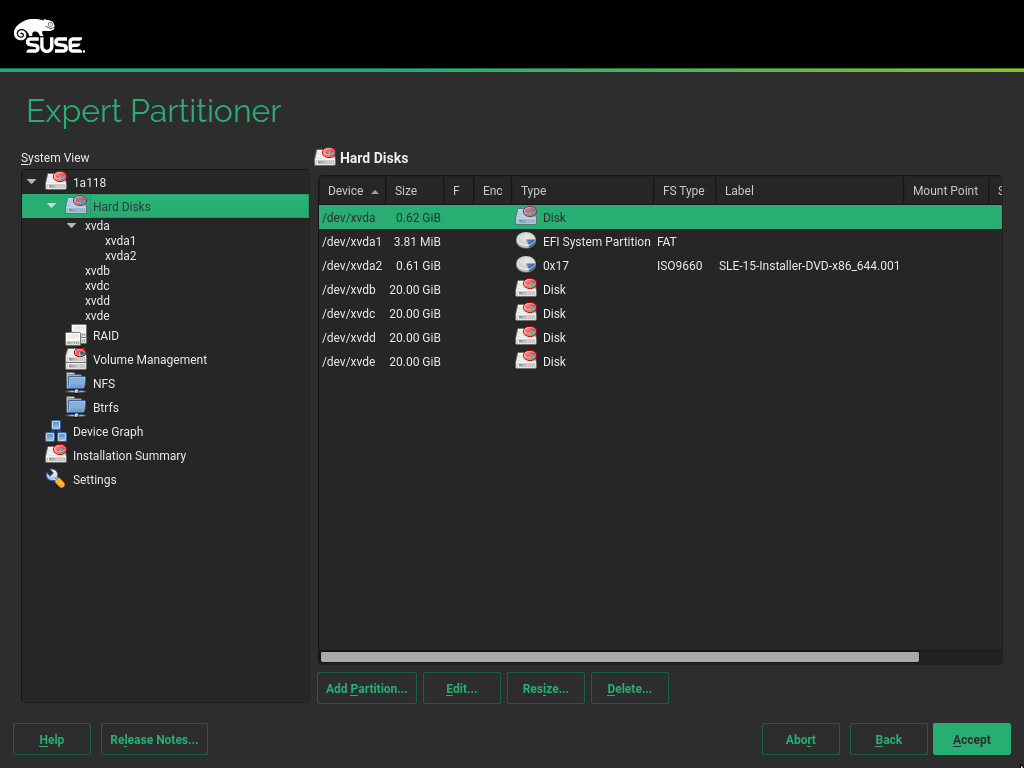 SUSE.
Expert Partitioner
System View
1a118
Hard Disks
xvda
xvda1
xvda2
xvdb
xvdc
xvdd
xvde
RAID
Volume Management
NFS
Btrfs
Device Graph
Installation Summary
Settings
Hard Disks
Device Size F Enc Type FS Type Label Mount Point S
/dev/xvda 0.62 GiB Disk
/dev/xvda1 3.81 MiB EFI System Partition FAT
/dev/xvda2 0.61 GiB 0x17 ISO9660 SLE-15-Installer-DVD-x86_644.001
/dev/xvdb 20.00 GiB Disk
/dev/xvdc 20.00 GiB Disk
/dev/xvdd 20.00 GiB Disk
/dev/xvde 20.00 GiB Disk
Add Partition... Edit... Resize... Delete...
Help Release Notes... Abort Back Accept